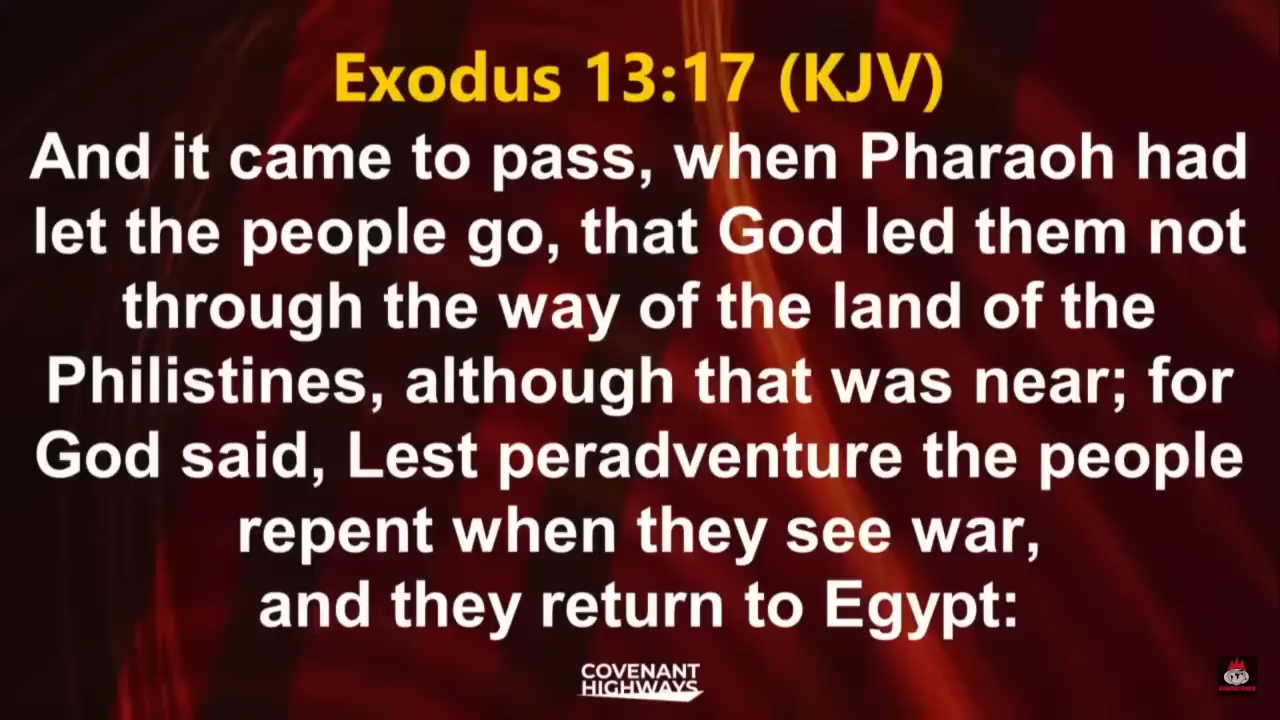 Exodus 13:17 (KJV)
And it came to pass, when Pharaoh had
let the people go, that God led them not
through the way of the land of the
Philistines, although that was near; for
God said, Lest peradventure the people
repent when they see war,
and they return to Egypt:
COVENANT
HIGHWAYS